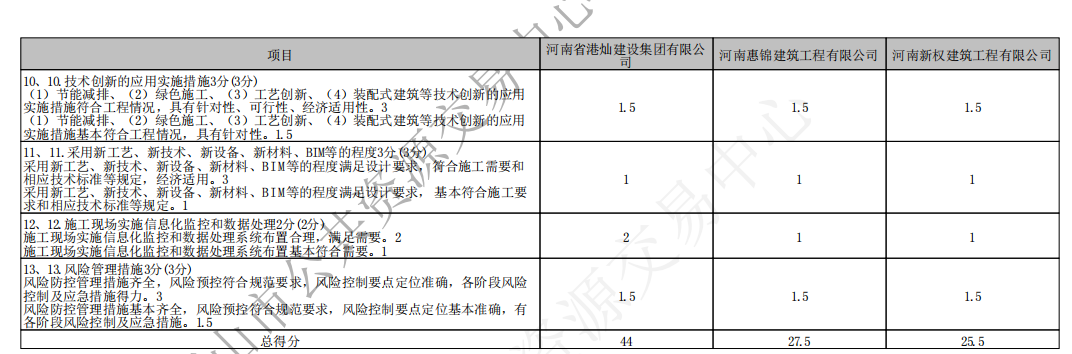 项目
河南省港灿建设集团有限公
司
河南惠锦建筑工程有限公司
河南新权建筑工程有限公司
10、10.技术创新的应用实施措施3分(3分)
（1）节能减排、（2）绿色施工、（3）工艺创新、（4）装配式建筑等技术创新的应用
实施措施符合工程情况，具有针对性、可行性、经济适用性。3
（1）节能减排、（2）绿色施工、（3）工艺创新、（4）装配式建筑等技术创新的应用
实施措施基本符合工程情况，具有针对性。1.5
1.5
1.5
1.5
11、11.采用新工艺、新技术、新设备、新材料、BIM等的程度3分(3分)
采用新工艺、新技术、新设备、新材料、BIM等的程度满足设计要求，符合施工需要和
相应技术标准等规定，经济适用。3
采用新工艺、新技术、新设备、新材料、BIM等的程度满足设计要求，基本符合施工要
求和相应技术标准等规定。1
1
1
1
12、12.施工现场实施信息化监控和数据处理2分(2分)
施工现场实施信息化监控和数据处理系统布置合理，满足需要。2
施工现场实施信息化监控和数据处理系统布置基本符合需要。1
2
1
1
13、13.风险管理措施3分(3分)
风险防控管理措施齐全，风险预控符合规范要求，风险控制要点定位准确，各阶段风险
控制及应急措施得力。3
风险防控管理措施基本齐全，风险预控符合规范要求，风险控制要点定位基本准确，有
各阶段风险控制及应急措施。1.5
1.5
1.5
1.5
总得分
44
27.5
25.5
山市公共资源交易中心
资源交易中心